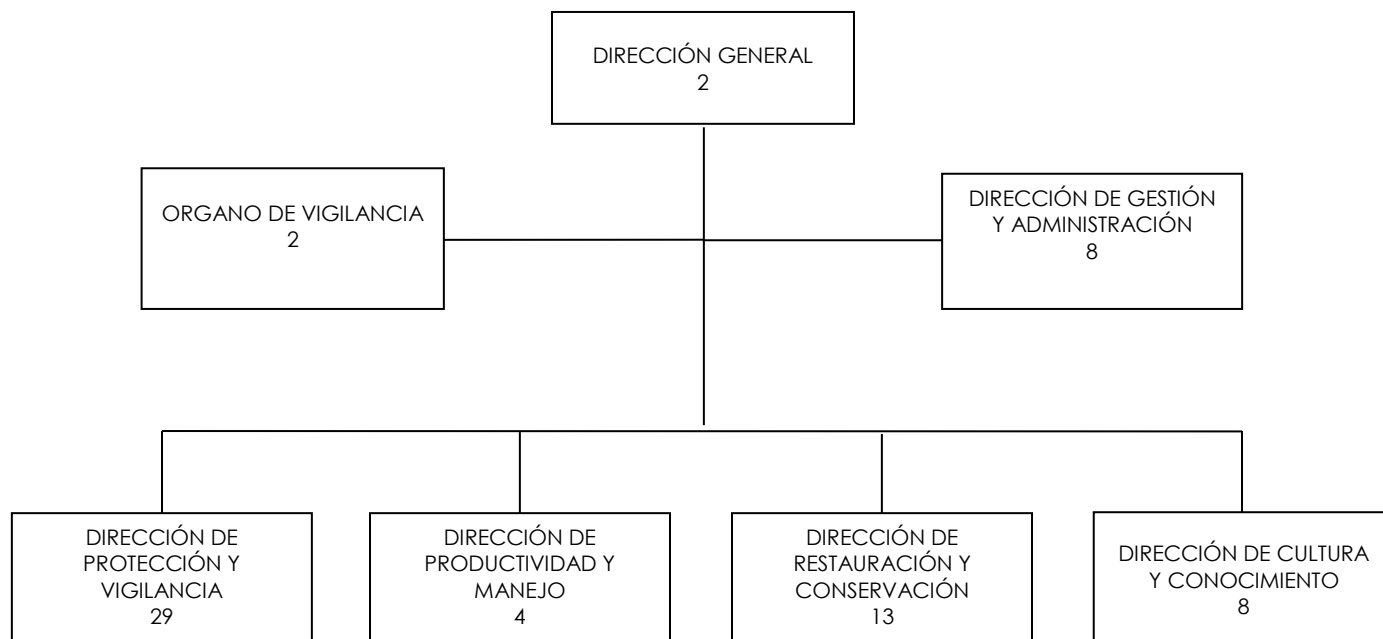 DIRECCIÓN GENERAL
2
ORGANO DE VIGILANCIA
2
DIRECCIÓN DE GESTIÓN
Y ADMINISTRACIÓN
8
DIRECCIÓN DE
PROTECCIÓN Y
VIGILANCIA
29
DIRECCIÓN DE
PRODUCTIVIDAD Y
MANEJO
4
DIRECCIÓN DE
RESTAURACIÓN Y
CONSERVACIÓN
13
DIRECCIÓN DE CULTURA
Y CONOCIMIENTO
8